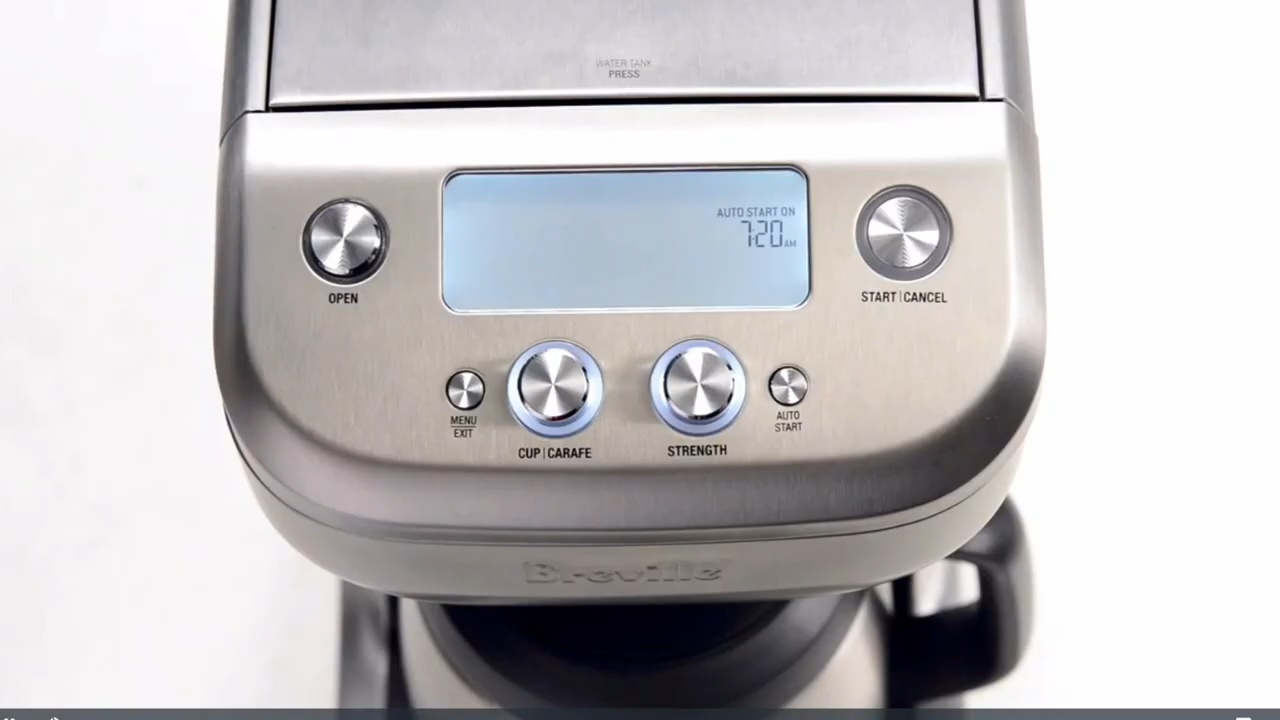 WATER TANK
PRESS
AUTO START ON
7:20 AM
OPEN
START | CANCEL
MENU
EXIT
CUP | CARAFE
STRENGTH
AUTO
START
Breville